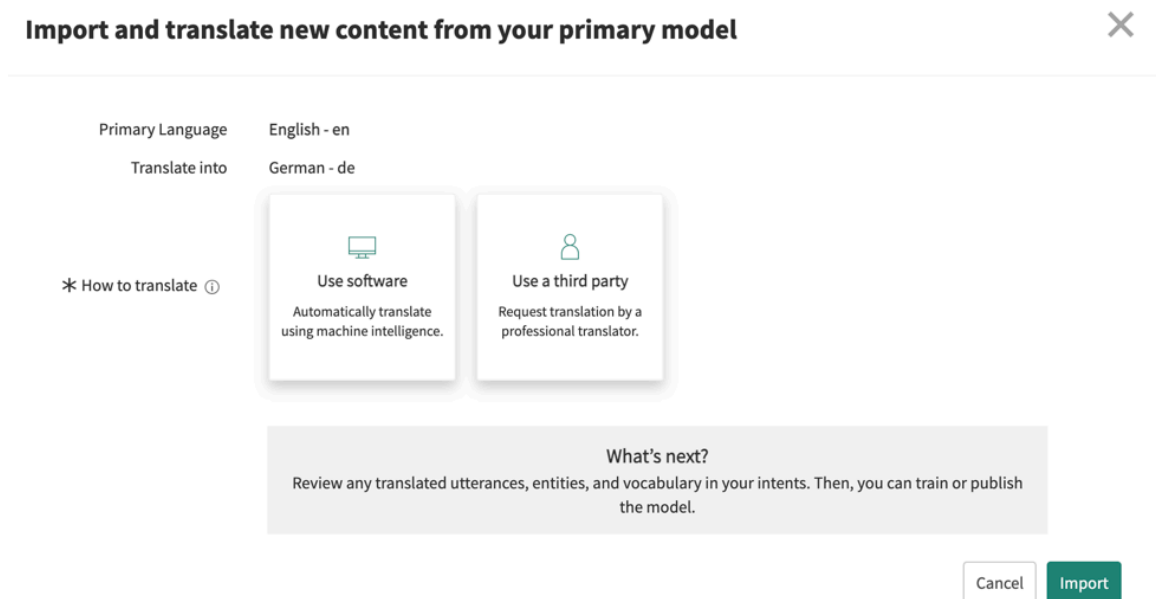 Import and translate new content from your primary model
Primary Language English - en
Translate into German - de
* How to translate
Use software
Automatically translate
using machine intelligence.
Use a third party
Request translation by a
professional translator.
What's next?
Review any translated utterances, entities, and vocabulary in your intents. Then, you can train or publish
the model.
Cancel Import